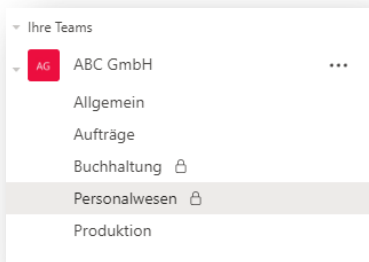 Ihre Teams
AG ABC GmbH
Allgemein
Aufträge
Buchhaltung
Personalwesen
Produktion